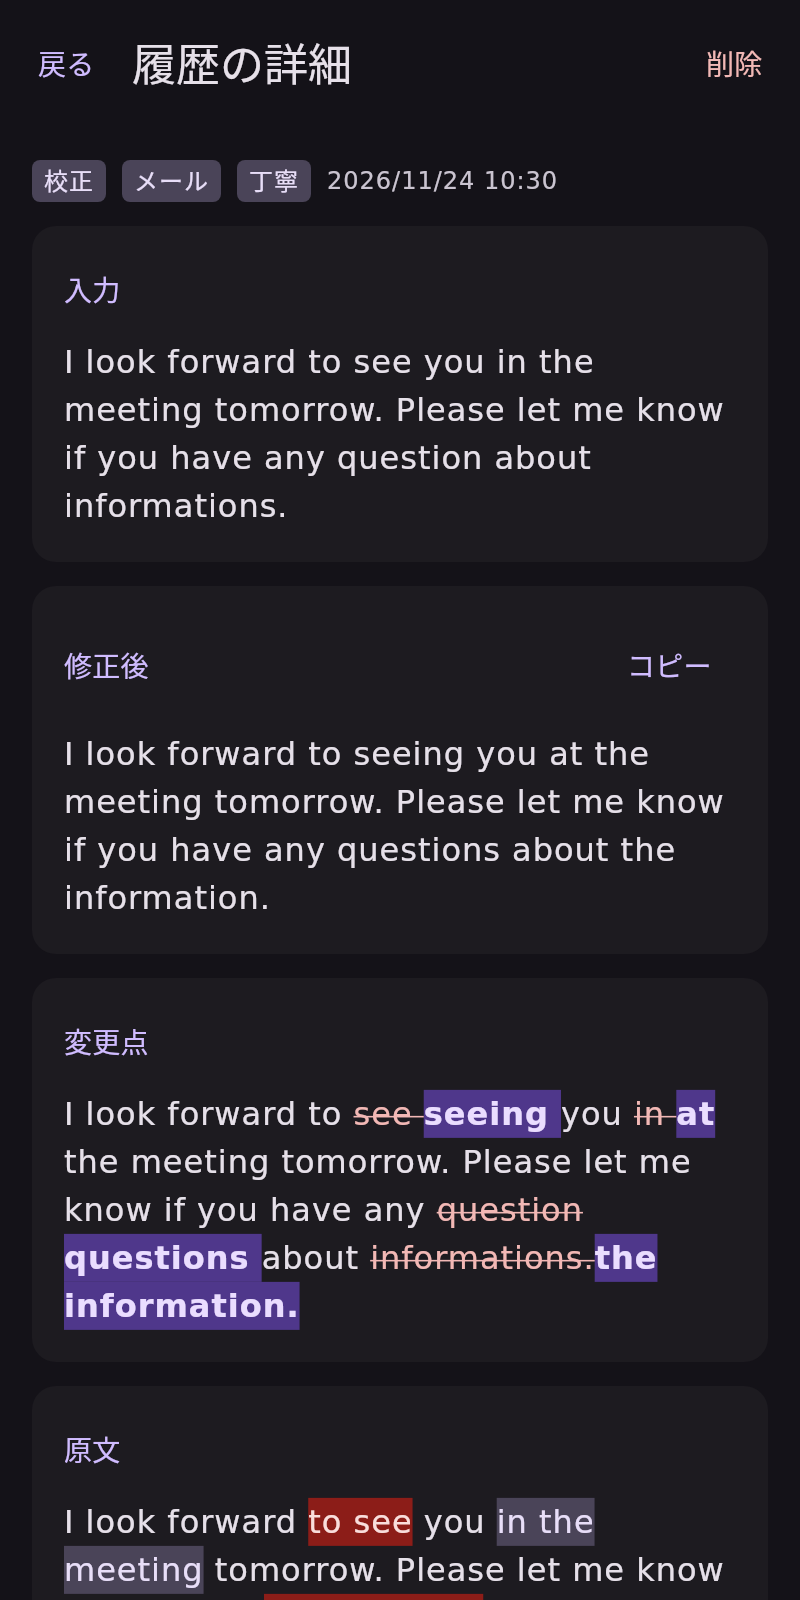 戻る 履歴の詳細 削除
校正 メール 丁寧 2026/11/24 10:30
入力
I look forward to see you in the
meeting tomorrow. Please let me know
if you have any question about
informations.
修正後 コピー
I look forward to seeing you at the
meeting tomorrow. Please let me know
if you have any questions about the
information.
変更点
I look forward to see seeing you in at
the meeting tomorrow. Please let me
know if you have any question
questions about informations.the
information.
原文
I look forward to see you in the
meeting tomorrow. Please let me know